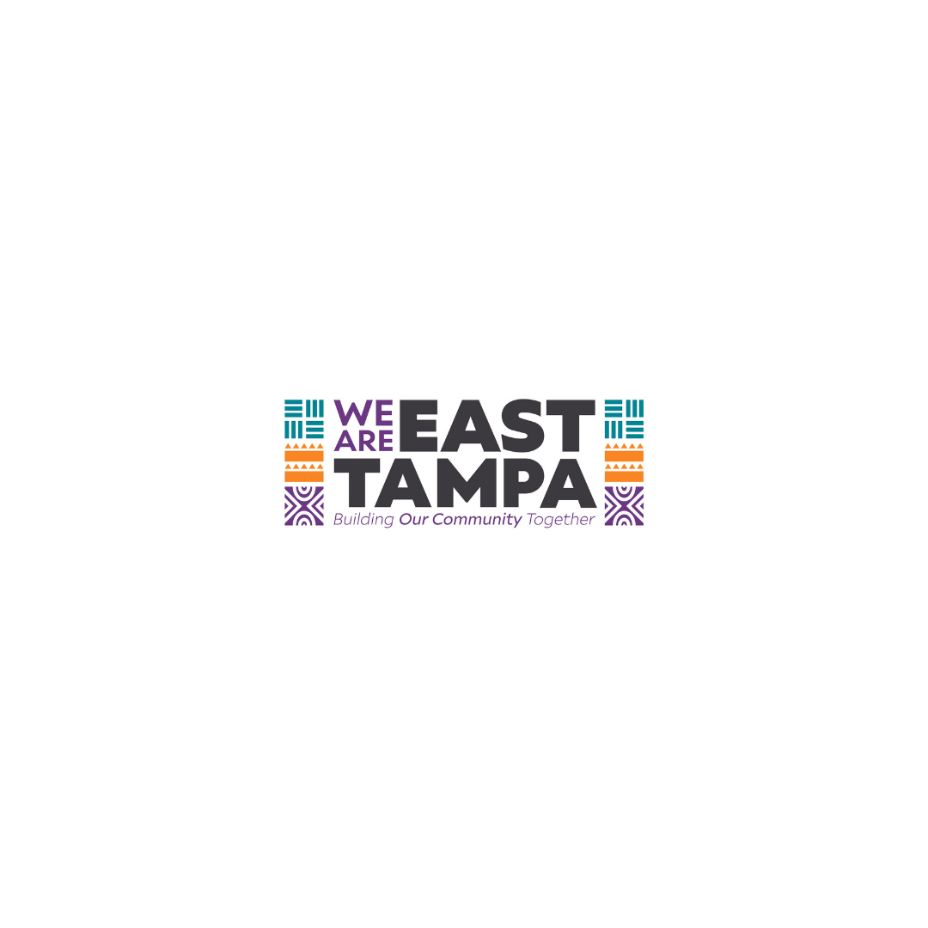 WE ARE EAST
TAMPA
Building Our Community Together